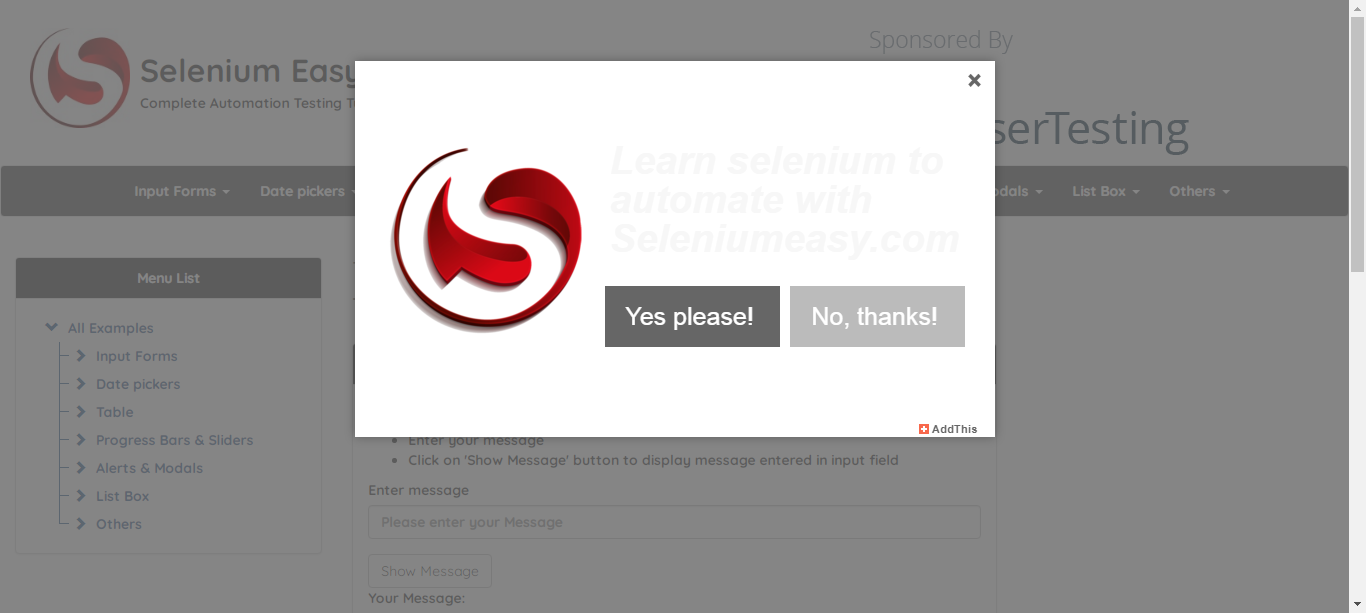 Sponsored By
Selenium Easy
Complete Automation Testing T
serTesting
Input Forms
Date pickers
odals
List Box
Others
Learn selenium to
automate with
Seleniumeasy.com
Yes please!
No, thanks!
AddThis
Menu List
All Examples
Input Forms
Date pickers
Table
Progress Bars & Sliders
Alerts & Modals
List Box
Others
Enter your message
Click on 'Show Message' button to display message entered in input field
Enter message
Please enter your Message
Show Message
Your Message: